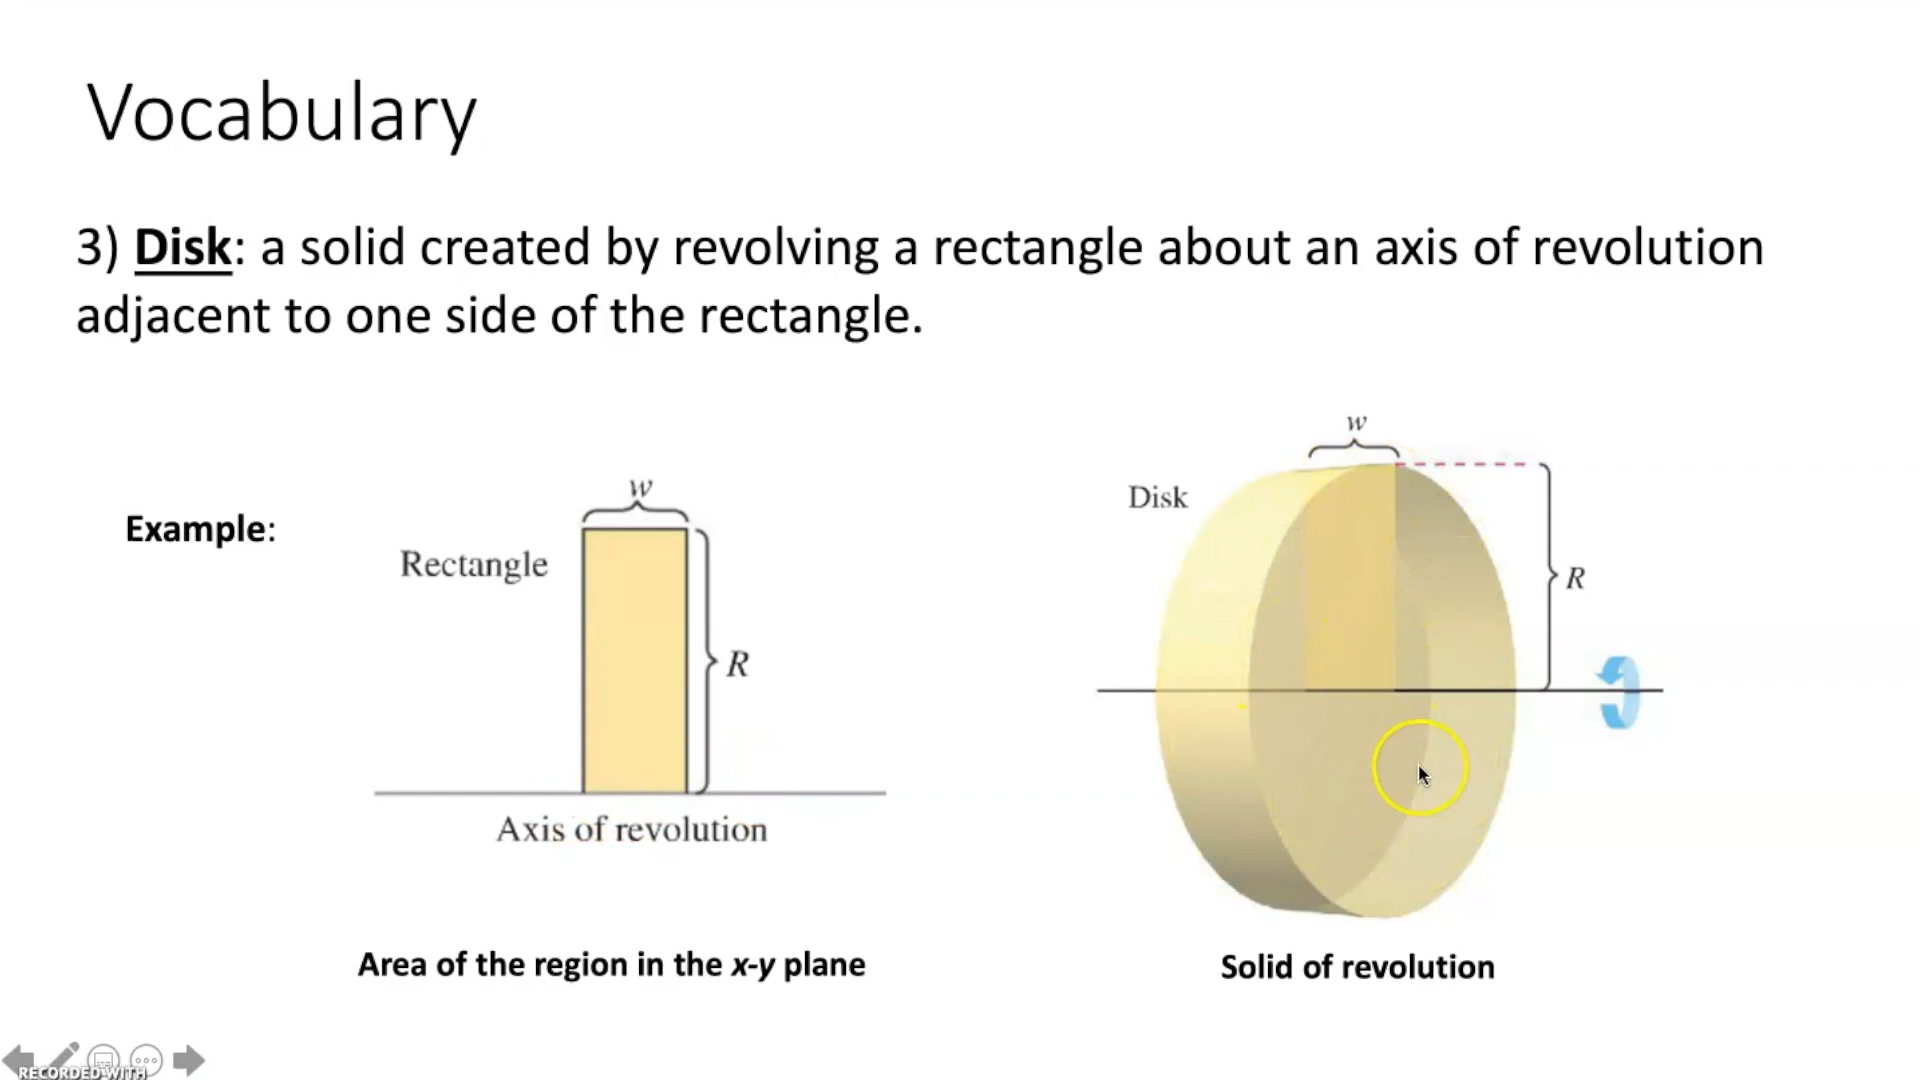 Vocabulary
3) Disk: a solid created by revolving a rectangle about an axis of revolution
adjacent to one side of the rectangle.
Example:
w
Rectangle
R
Axis of revolution
Area of the region in the x-y plane
w
Disk
R
Solid of revolution
RECORDED WITH